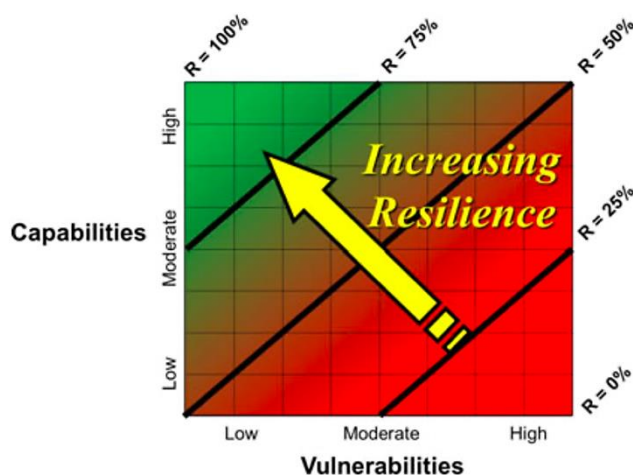 R = 100%
R = 75%
R = 50%
High
Increasing
Resilience
R = 25%
Capabilities
Moderate
Low
R = 0%
Low
Moderate
High
Vulnerabilities